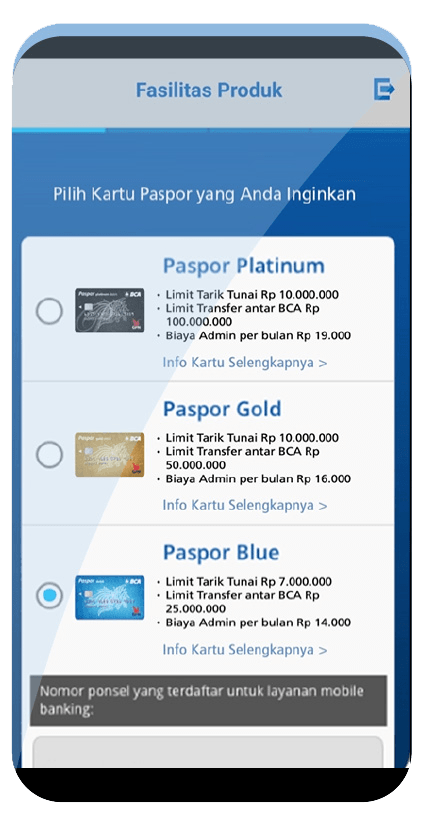 Fasilitas Produk
Pilih Kartu Paspor yang Anda Inginkan
Paspor Platinum
BCA
• Limit Tarik Tunai Rp 10.000.000
• Limit Transfer antar BCA Rp
100.000.000
• Biaya Admin per bulan Rp 19.000
Info Kartu Selengkapnya >
Paspor Gold
Paspor
BCA
• Limit Tarik Tunai Rp 10.000.000
• Limit Transfer antar BCA Rp
50.000.000
• Biaya Admin per bulan Rp 16.000
Info Kartu Selengkapnya >
Paspor Blue
Paspor
BCA
• Limit Tarik Tunai Rp 7.000.000
• Limit Transfer antar BCA Rp
25.000.000
• Biaya Admin per bulan Rp 14.000
Info Kartu Selengkapnya >
Nomor ponsel yang terdaftar untuk layanan mobile
banking: